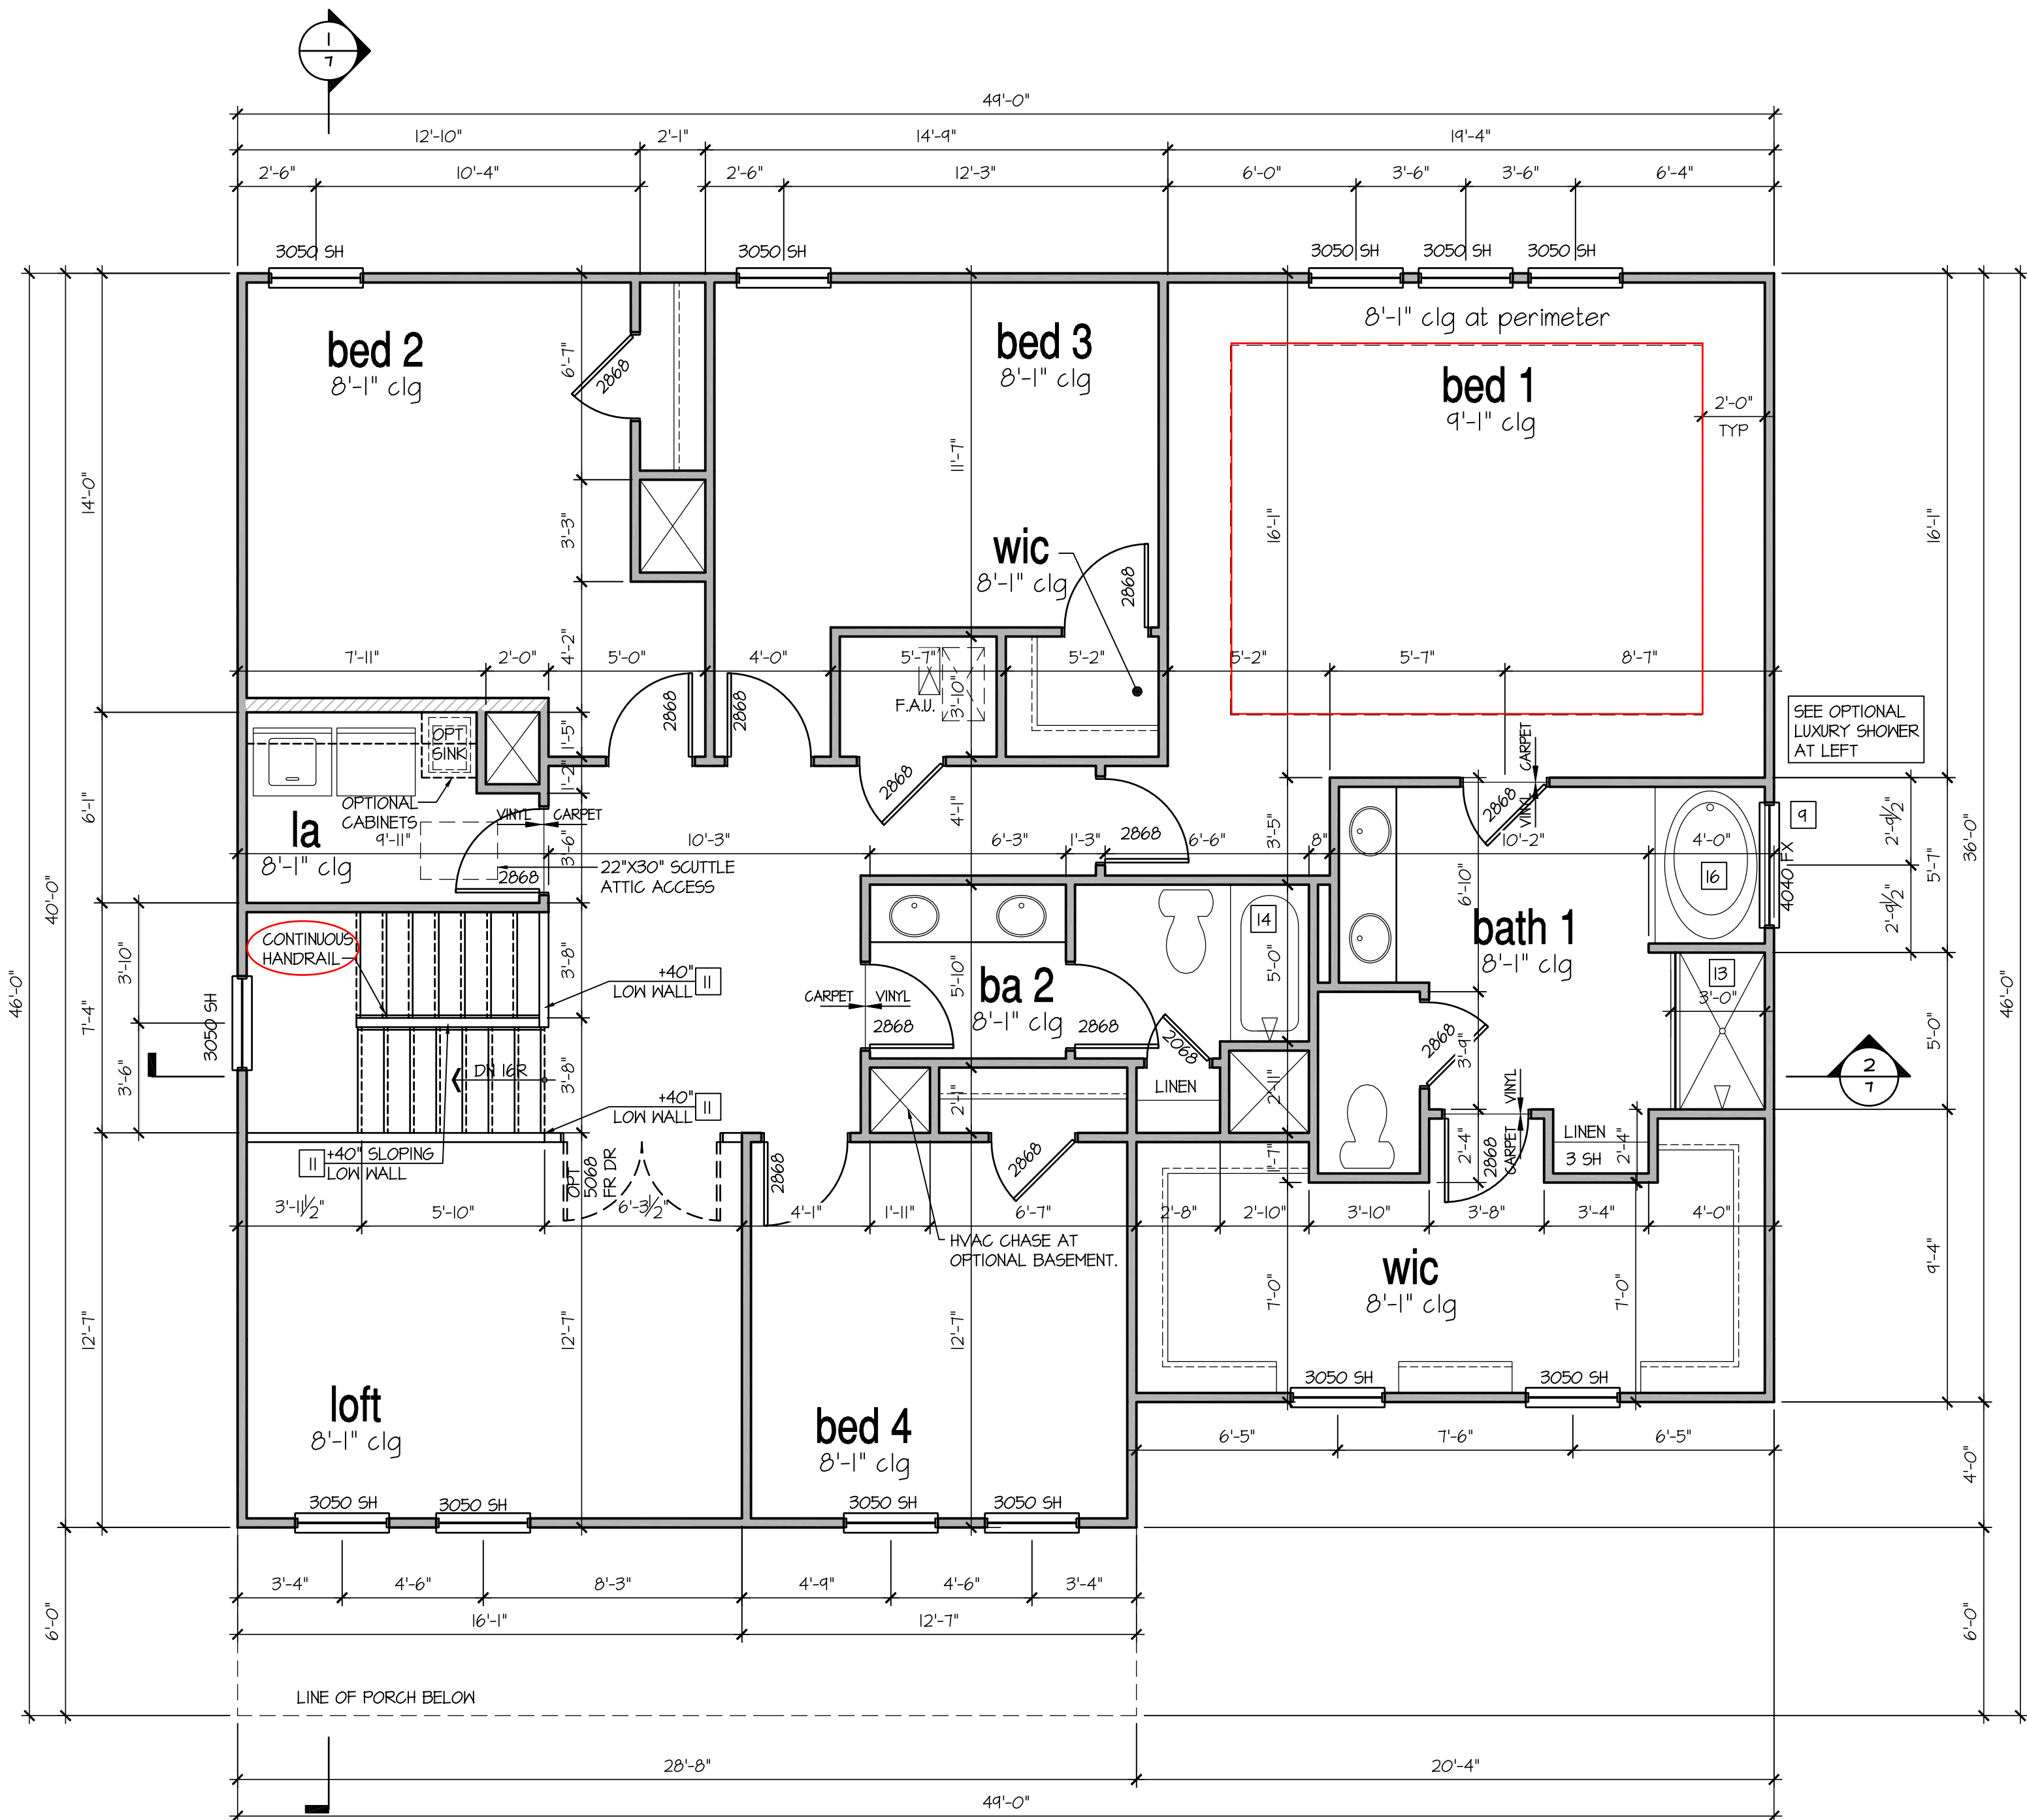 1
7
49'-0"
12'-10" 2'-1" 14'-9" 19'-4"
2'-6" 10'-4" 2'-6" 12'-3" 6'-0" 3'-6" 3'-6" 6'-4"
3050 SH 3050 SH 3050 SH 3050 SH 3050 SH
8'-1" clg at perimeter
bed 2
8'-1" clg
2868
6'-7"
bed 3
8'-1" clg
11'-7"
bed 1
9'-1" clg
2'-0"
TYP
14'-0"
3'-3"
wic
8'-1" clg
2868
16'-1"
16'-1"
4'-2"
7'-11" 2'-0" 5'-0" 4'-0" 5'-7" 5'-2" 5'-2" 5'-7" 8'-7"
2868
2868
F.A.U.
3'-10"
SEE OPTIONAL
LUXURY SHOWER
AT LEFT
OPT
SINK
1'-5"
1'-2"
CARPET
VINYL
2868
2868
OPTIONAL
CABINETS
VINYL CARPET
la
8'-1" clg
6'-1"
3'-6"
4'-1"
2868
3'-5"
9
2'-9½"
36'-0"
9'-11" 10'-3" 6'-3" 1'-3" 6'-6" 8" 10'-2" 4'-0"
2868
22"X30" SCUTTLE
ATTIC ACCESS
4040 FX
16
5'-7"
2'-9½"
40'-0"
46'-0"
6'-10"
CONTINUOUS
HANDRAIL
3'-10"
3'-8"
14
bath 1
8'-1" clg
5'-0"
13
3'-0"
+40"
LOW WALL
11
ba 2
8'-1" clg
5'-10"
CARPET VINYL
2868
2868
2068
2868
3'-9"
46'-0"
3050 SH
7'-4"
3'-6"
DN 16R
3'-8"
5'-0"
2
7
+40"
LOW WALL
11
2'-1"
LINEN
2'-11"
VINYL
CARPET
11
+40" SLOPING
LOW WALL
OPT
5068
FR DR
2868
2868
1'-7"
2'-4"
2868
LINEN
3 SH
2'-4"
3'-11½" 5'-10" 6'-3½" 4'-1" 1'-11" 6'-7" 2'-8" 2'-10" 3'-10" 3'-8" 3'-4" 4'-0"
HVAC CHASE AT
OPTIONAL BASEMENT.
wic
8'-1" clg
7'-0"
7'-0"
9'-4"
12'-7"
12'-7"
12'-7"
3050 SH 3050 SH
loft
8'-1" clg
bed 4
8'-1" clg
6'-5" 7'-6" 6'-5"
4'-0"
3050 SH 3050 SH 3050 SH 3050 SH
3'-4" 4'-6" 8'-3" 4'-9" 4'-6" 3'-4"
16'-1" 12'-7"
6'-0"
6'-0"
LINE OF PORCH BELOW
28'-8" 20'-4"
49'-0"